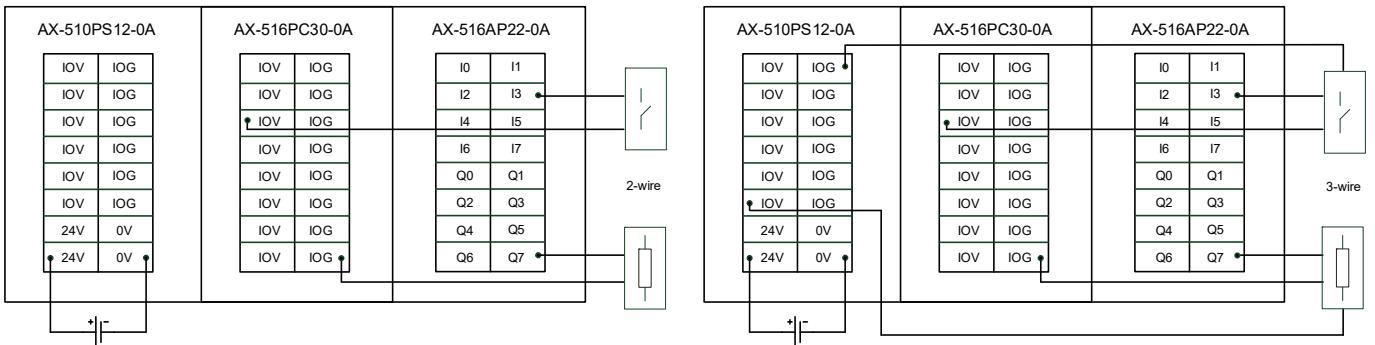 AX-510PS12-0A AX-516PC30-0A AX-516AP22-0A
IOV IOG IOV IOG I0 I1
IOV IOG IOV IOG I2 I3
IOV IOG IOV IOG I4 I5
IOV IOG IOV IOG I6 I7
IOV IOG IOV IOG Q0 Q1
2-wire
IOV IOG IOV IOG Q2 Q3
24V 0V IOV IOG Q4 Q5
24V 0V IOV IOG Q6 Q7
+ -
AX-510PS12-0A AX-516PC30-0A AX-516AP22-0A
IOV IOG IOV IOG I0 I1
IOV IOG IOV IOG I2 I3
IOV IOG IOV IOG I4 I5
IOV IOG IOV IOG I6 I7
IOV IOG IOV IOG Q0 Q1
3-wire
IOV IOG IOV IOG Q2 Q3
24V 0V IOV IOG Q4 Q5
24V 0V IOV IOG Q6 Q7
+ -